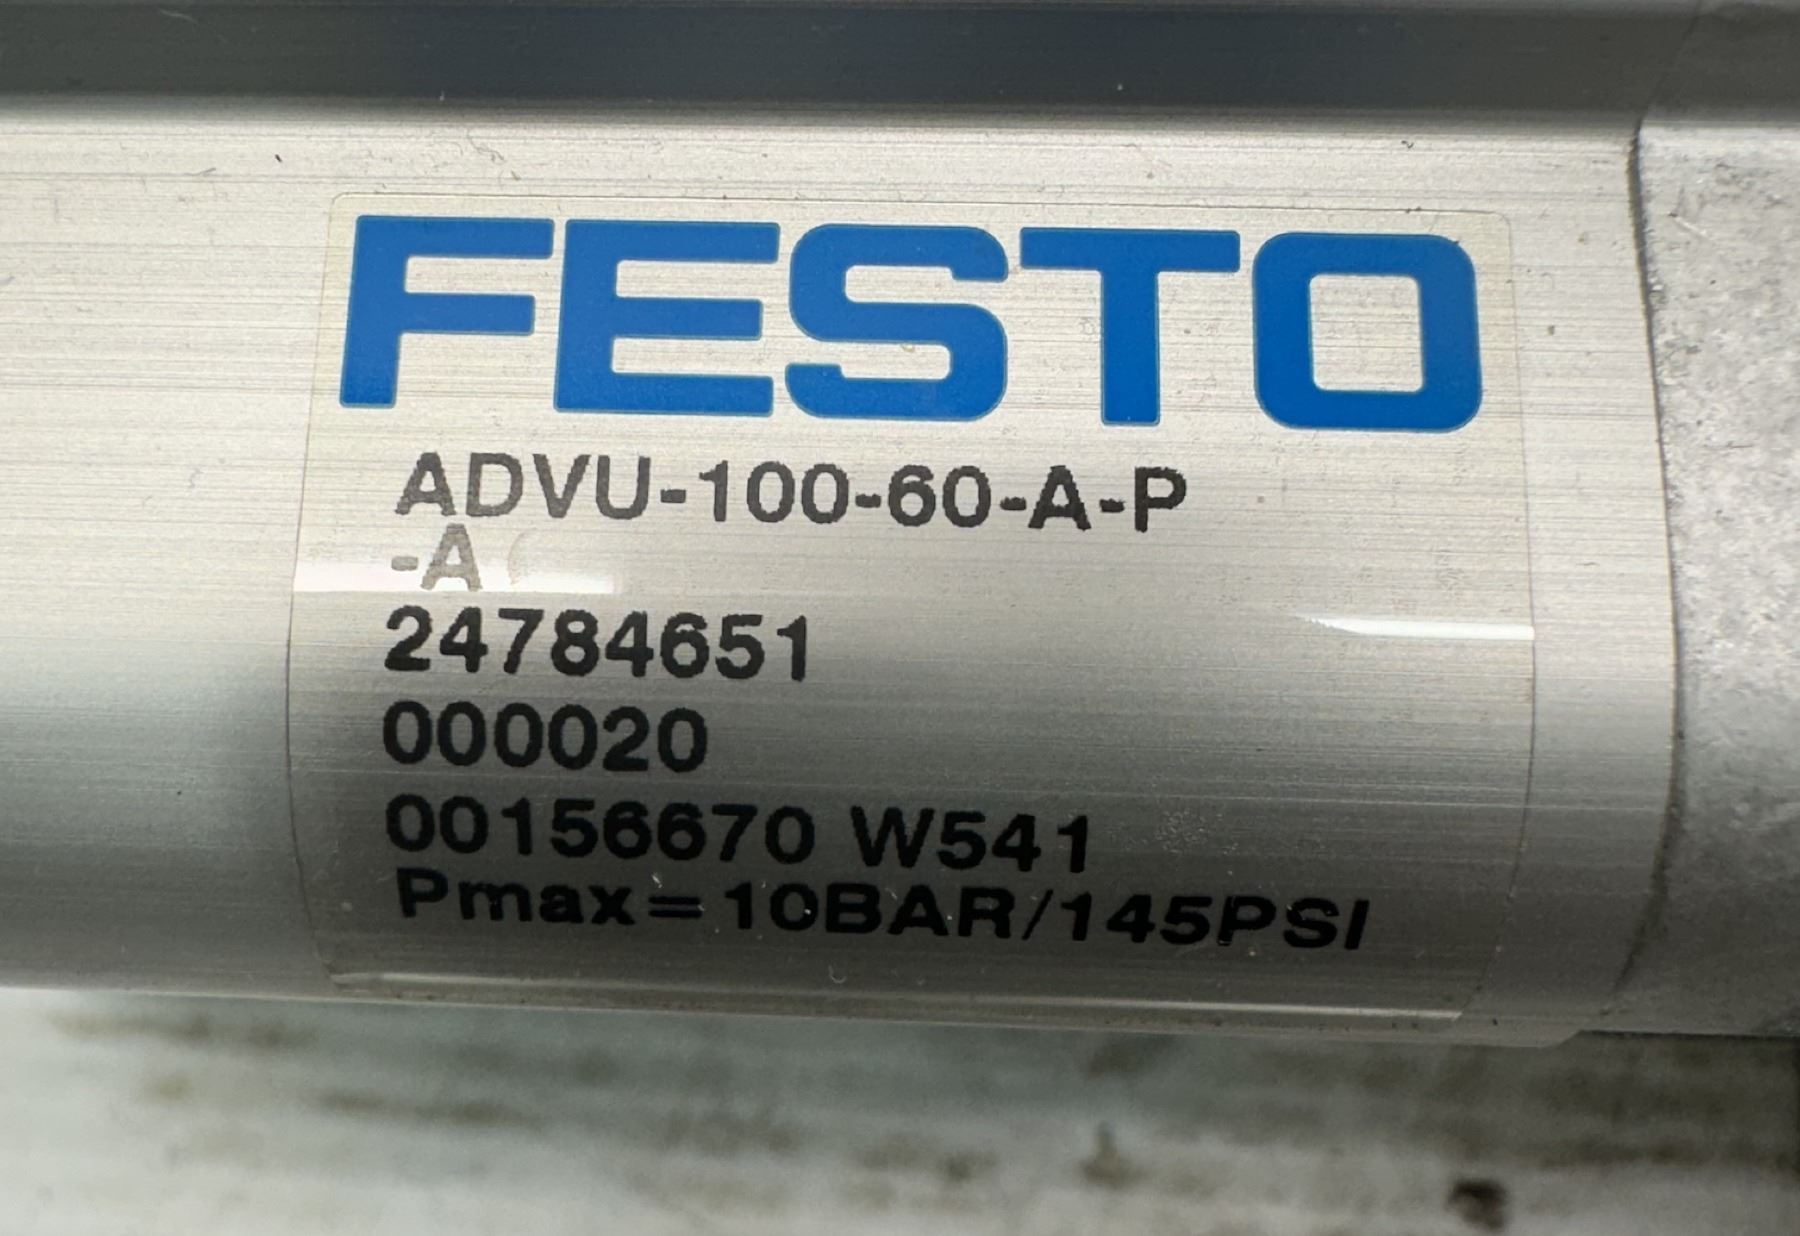 FESTO
ADVU-100-60-A-P
-A
24784651
000020
00156670 W541
Pmax=10BAR/145PSI